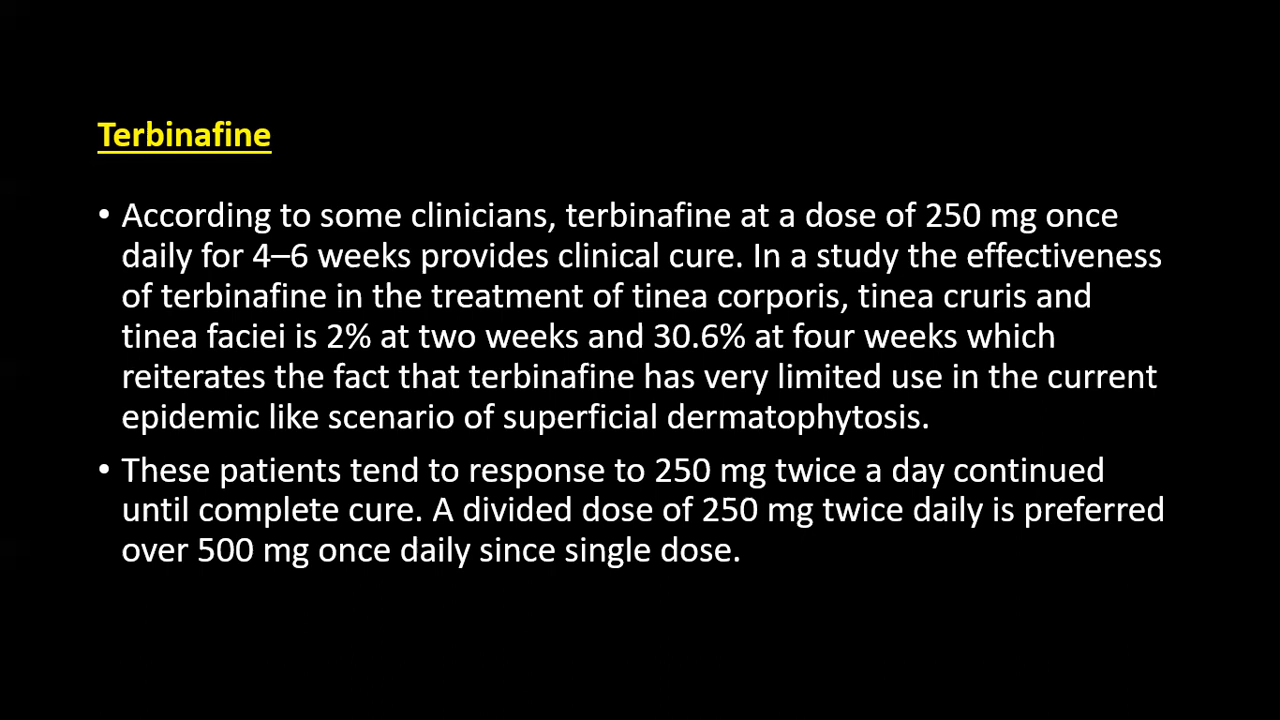 Terbinafine
• According to some clinicians, terbinafine at a dose of 250 mg once
daily for 4–6 weeks provides clinical cure. In a study the effectiveness
of terbinafine in the treatment of tinea corporis, tinea cruris and
tinea faciei is 2% at two weeks and 30.6% at four weeks which
reiterates the fact that terbinafine has very limited use in the current
epidemic like scenario of superficial dermatophytosis.
• These patients tend to response to 250 mg twice a day continued
until complete cure. A divided dose of 250 mg twice daily is preferred
over 500 mg once daily since single dose.